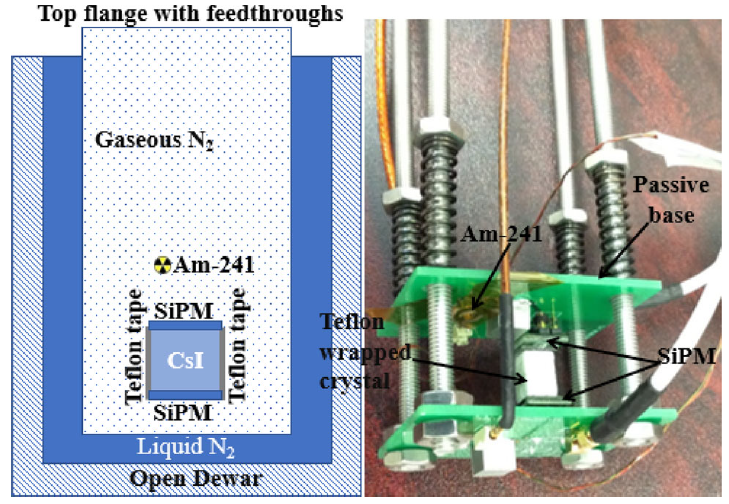 Top flange with feedthroughs
Gaseous N₂
Am-241
SiPM
Teflon tape
CsI
Teflon tape
SiPM
Liquid N₂
Open Dewar
Passive
base
Am-241
Teflon
wrapped
crystal
SiPM